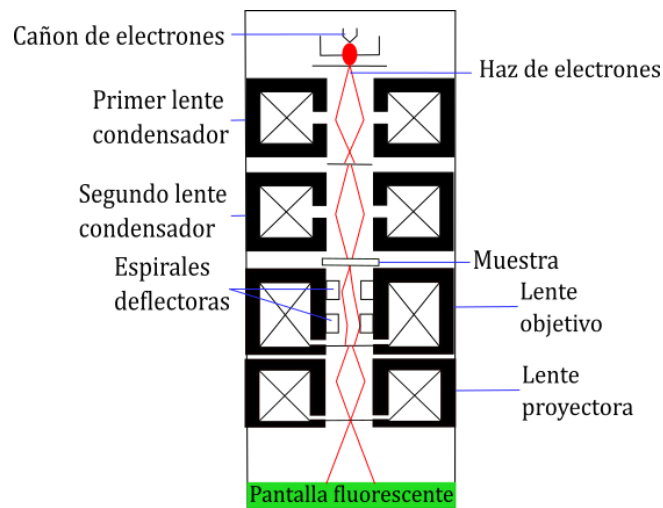 Cañon de electrones
Haz de electrones
Primer lente
condensador
Segundo lente
condensador
Espirales
deflectoras
Muestra
Lente
objetivo
Lente
proyectora
Pantalla fluorescente